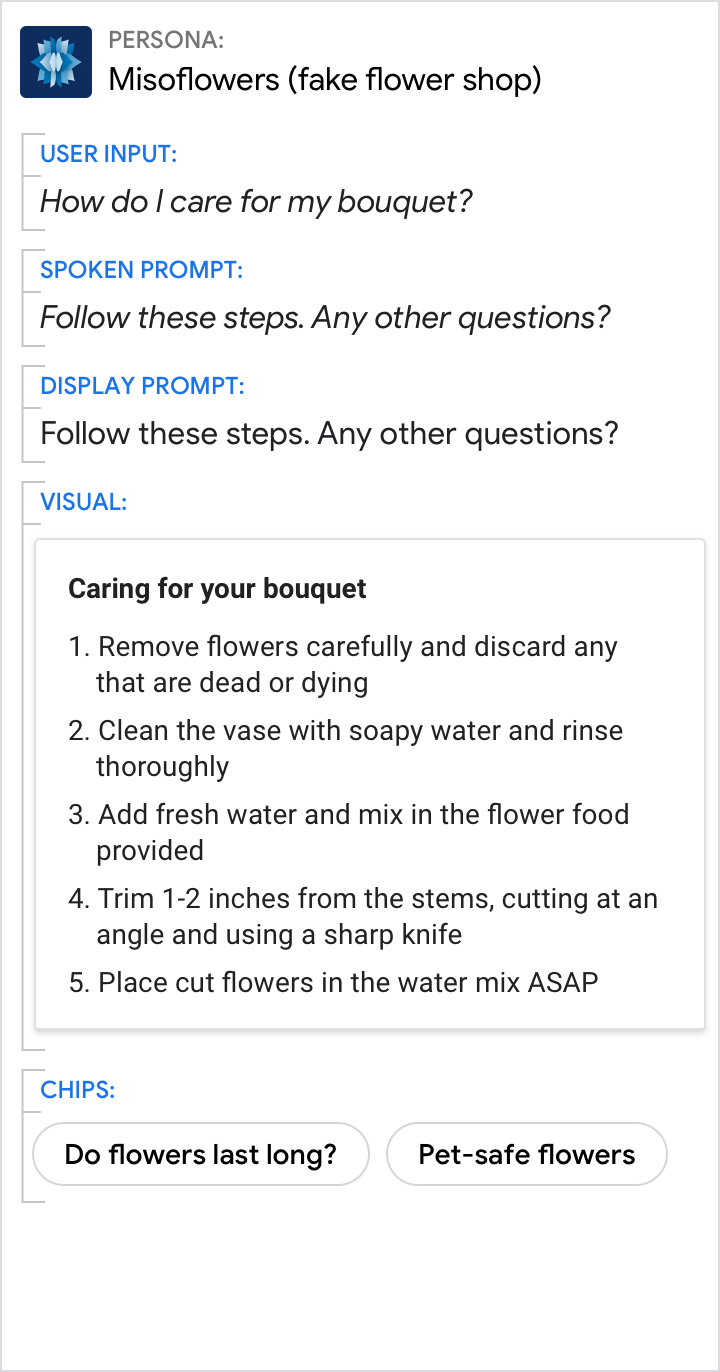 PERSONA:
Misoflowers (fake flower shop)
USER INPUT:
How do I care for my bouquet?
SPOKEN PROMPT:
Follow these steps. Any other questions?
DISPLAY PROMPT:
Follow these steps. Any other questions?
VISUAL:
Caring for your bouquet
1. Remove flowers carefully and discard any
that are dead or dying
2. Clean the vase with soapy water and rinse
thoroughly
3. Add fresh water and mix in the flower food
provided
4. Trim 1-2 inches from the stems, cutting at an
angle and using a sharp knife
5. Place cut flowers in the water mix ASAP
CHIPS:
Do flowers last long?
Pet-safe flowers